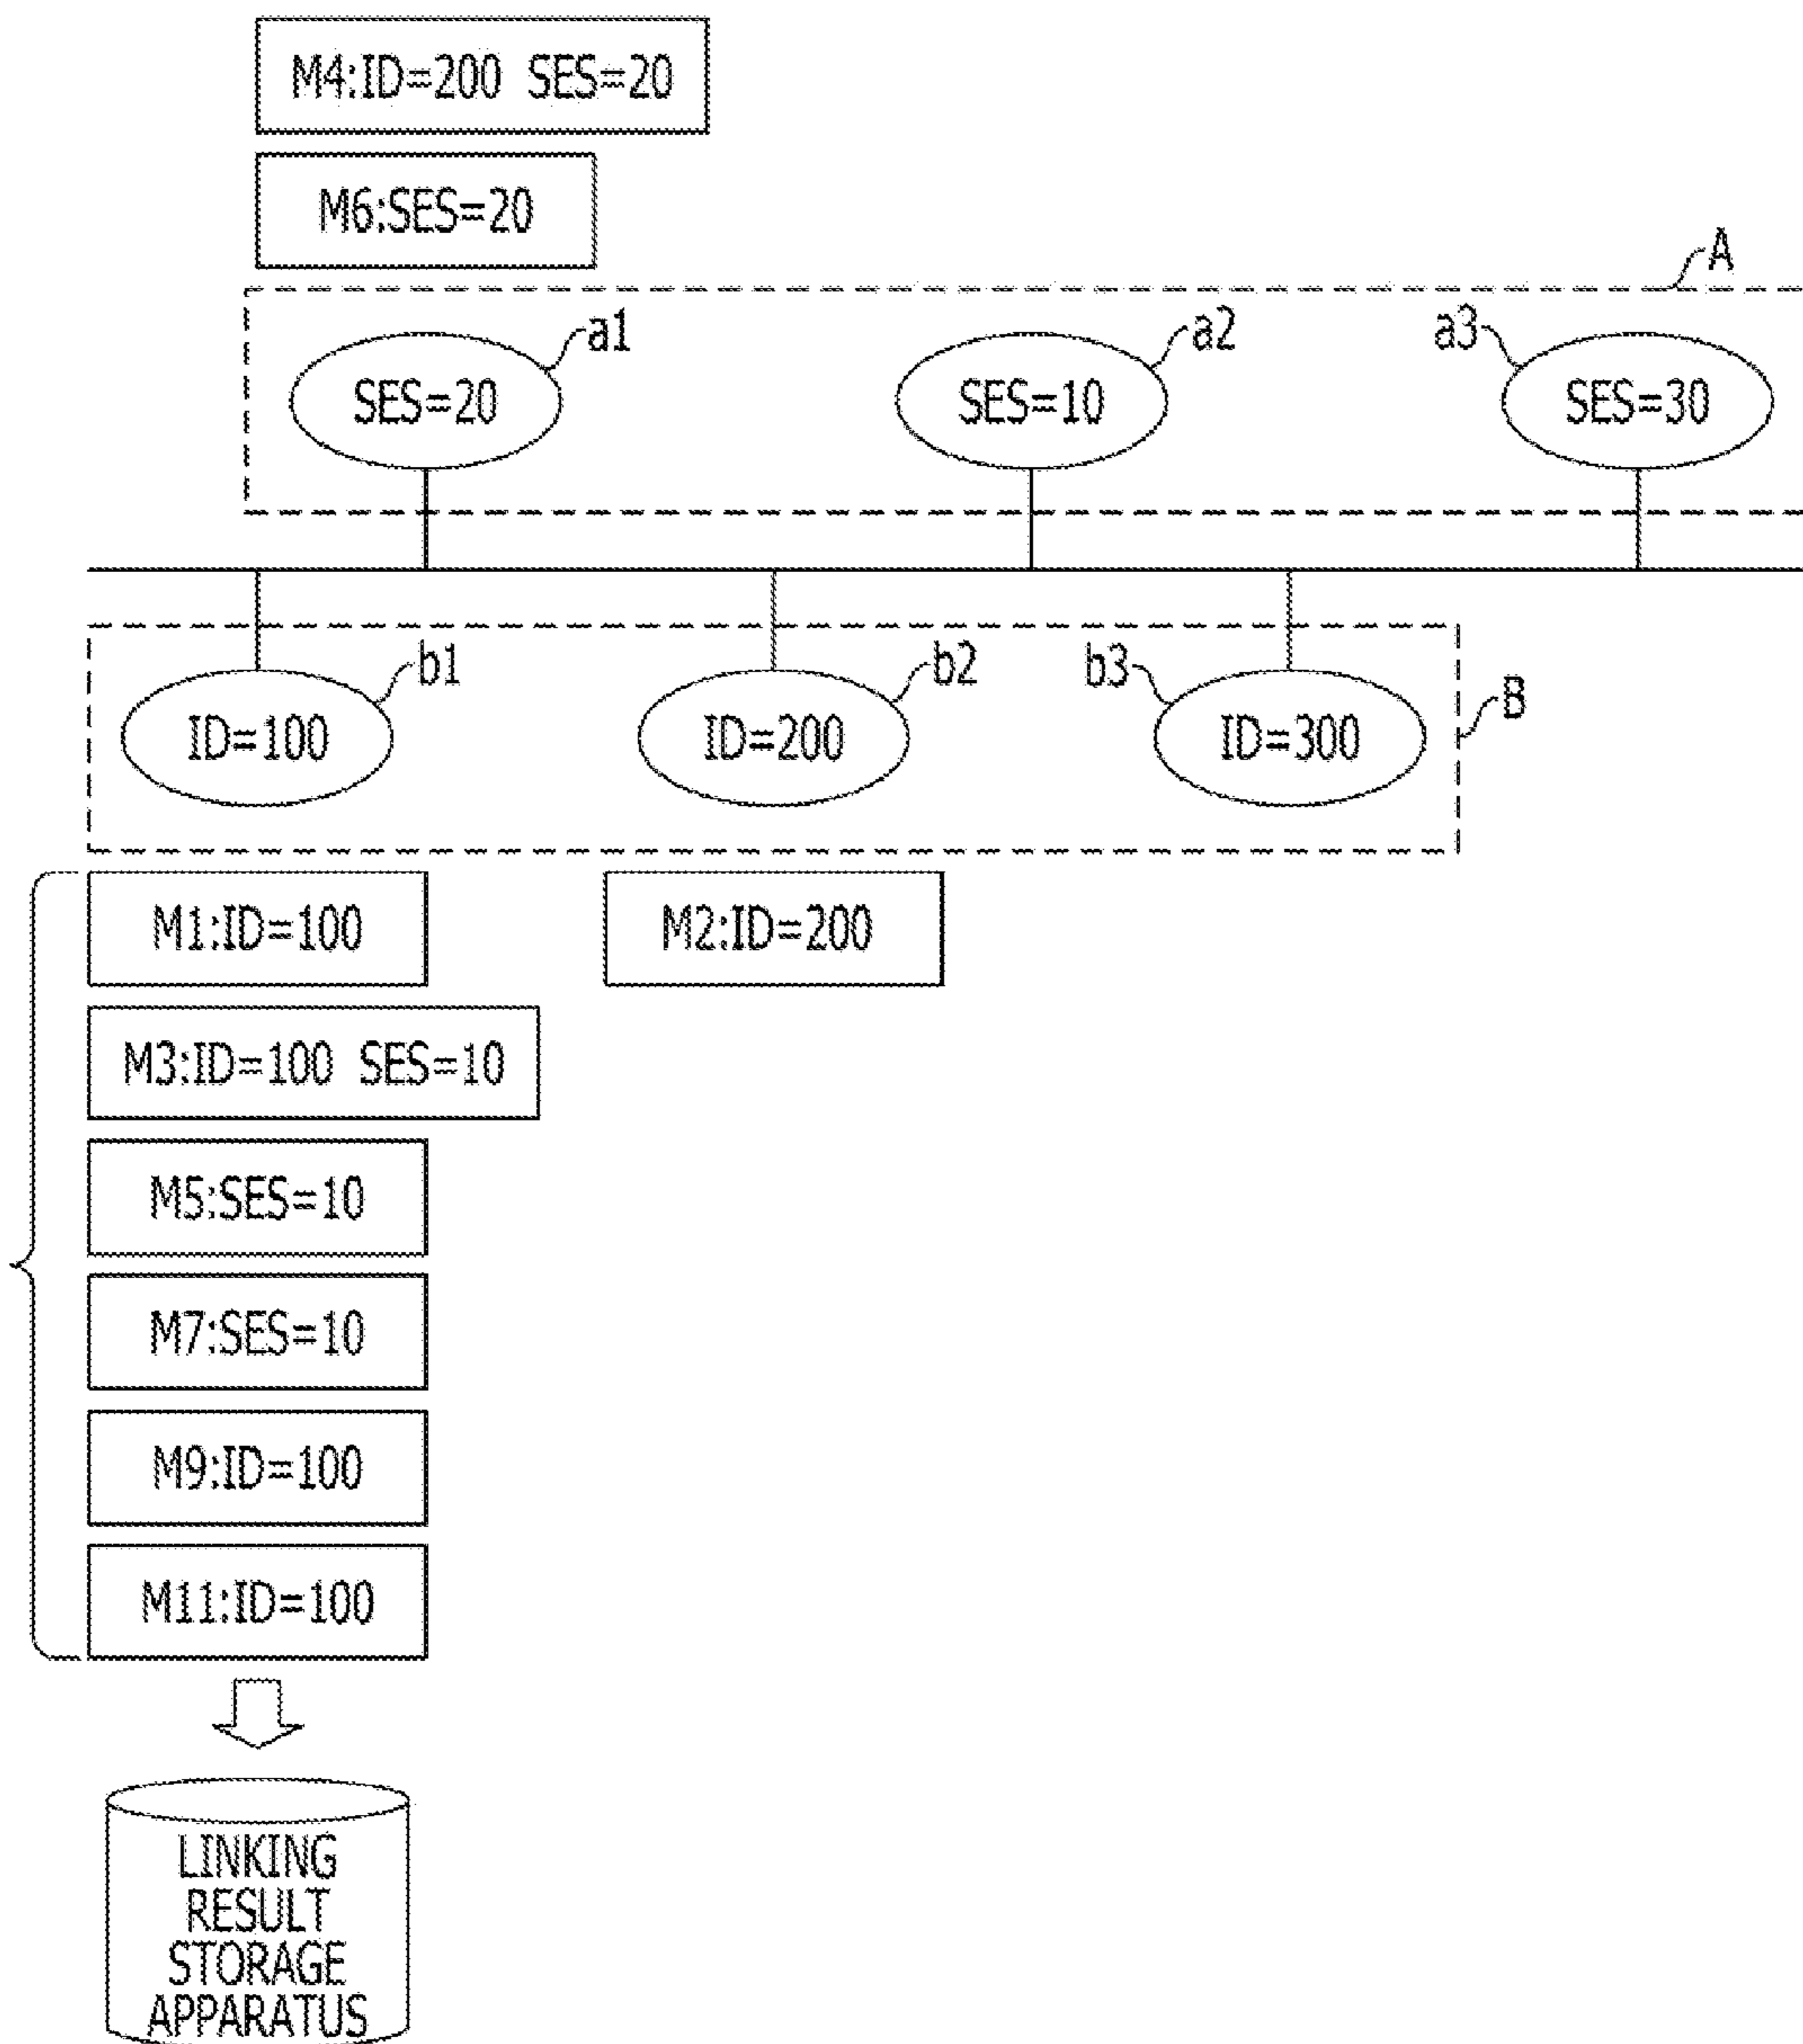 M4:ID=200 SES=20
M6:SES=20
A
a1
a2
a3
SES=20
SES=10
SES=30
b1
b2
b3
B
ID=100
ID=200
ID=300
M1:ID=100
M2:ID=200
M3:ID=100 SES=10
M5:SES=10
M7:SES=10
M9:ID=100
M11:ID=100
LINKING
RESULT
STORAGE
APPARATUS